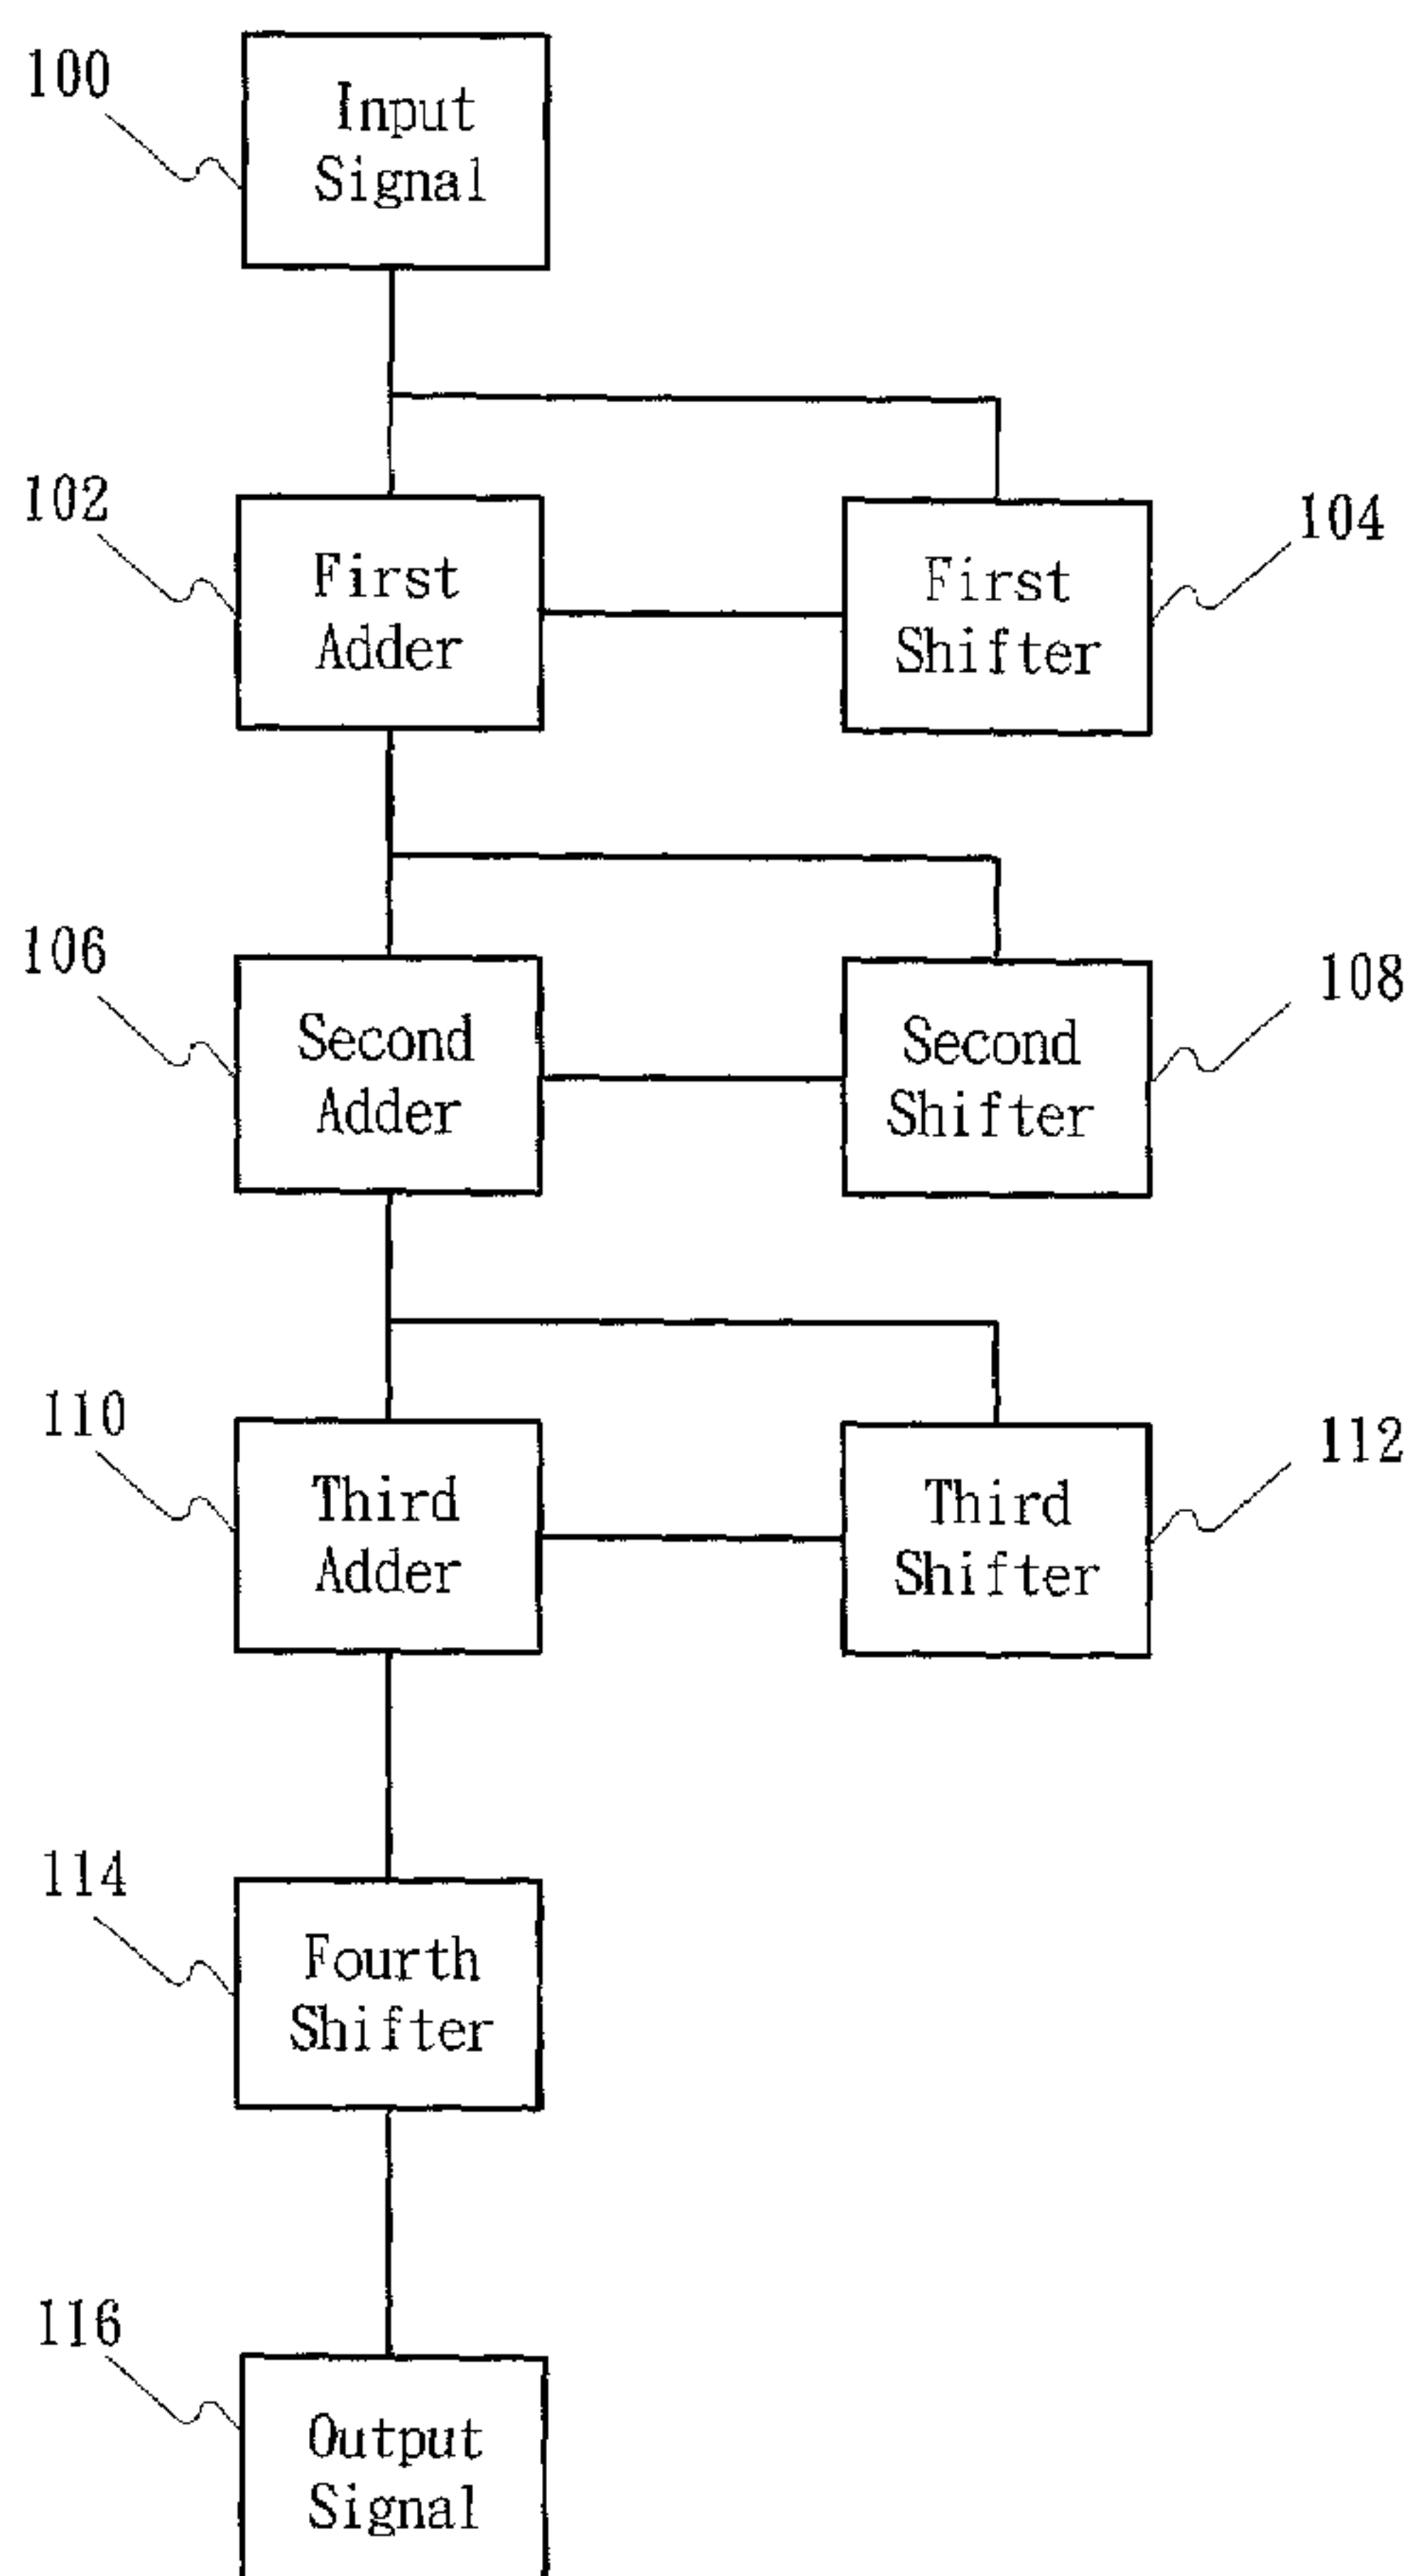 100
Input
Signal
102
First
Adder
First
Shifter
104
106
Second
Adder
Second
Shifter
108
110
Third
Adder
Third
Shifter
112
114
Fourth
Shifter
116
Output
Signal